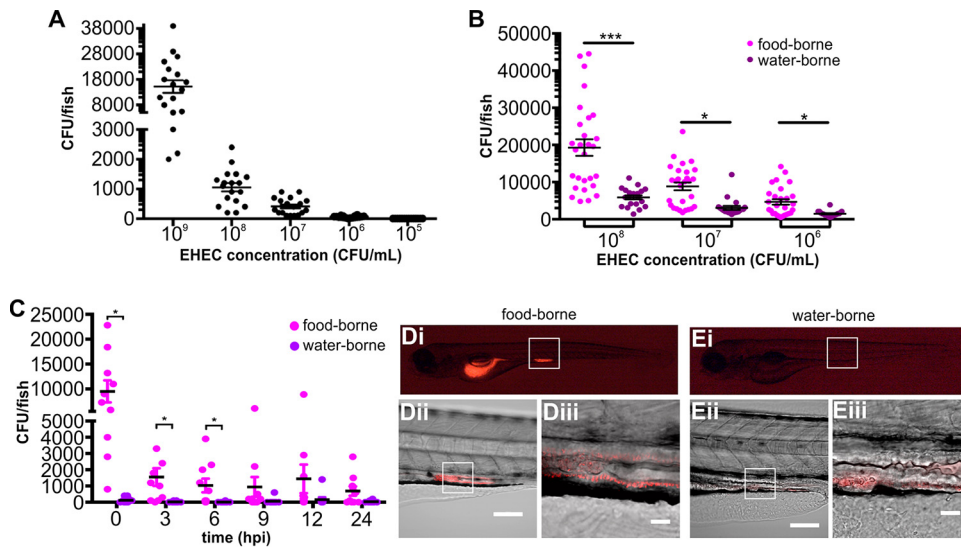 A
38000
28000
18000
8000
3000
2000
1000
0
CFU/fish
10⁹ 10⁸ 10⁷ 10⁶ 10⁵
EHEC concentration (CFU/mL)
B
50000
40000
30000
20000
10000
0
CFU/fish
*** * *
food-borne
water-borne
10⁸ 10⁷ 10⁶
EHEC concentration (CFU/mL)
C
25000
20000
15000
10000
5000
4000
3000
2000
1000
0
CFU/fish
* * *
food-borne
water-borne
0 3 6 9 12 24
time (hpi)
food-borne water-borne
Di Ei
Dii Diii Eii Eiii